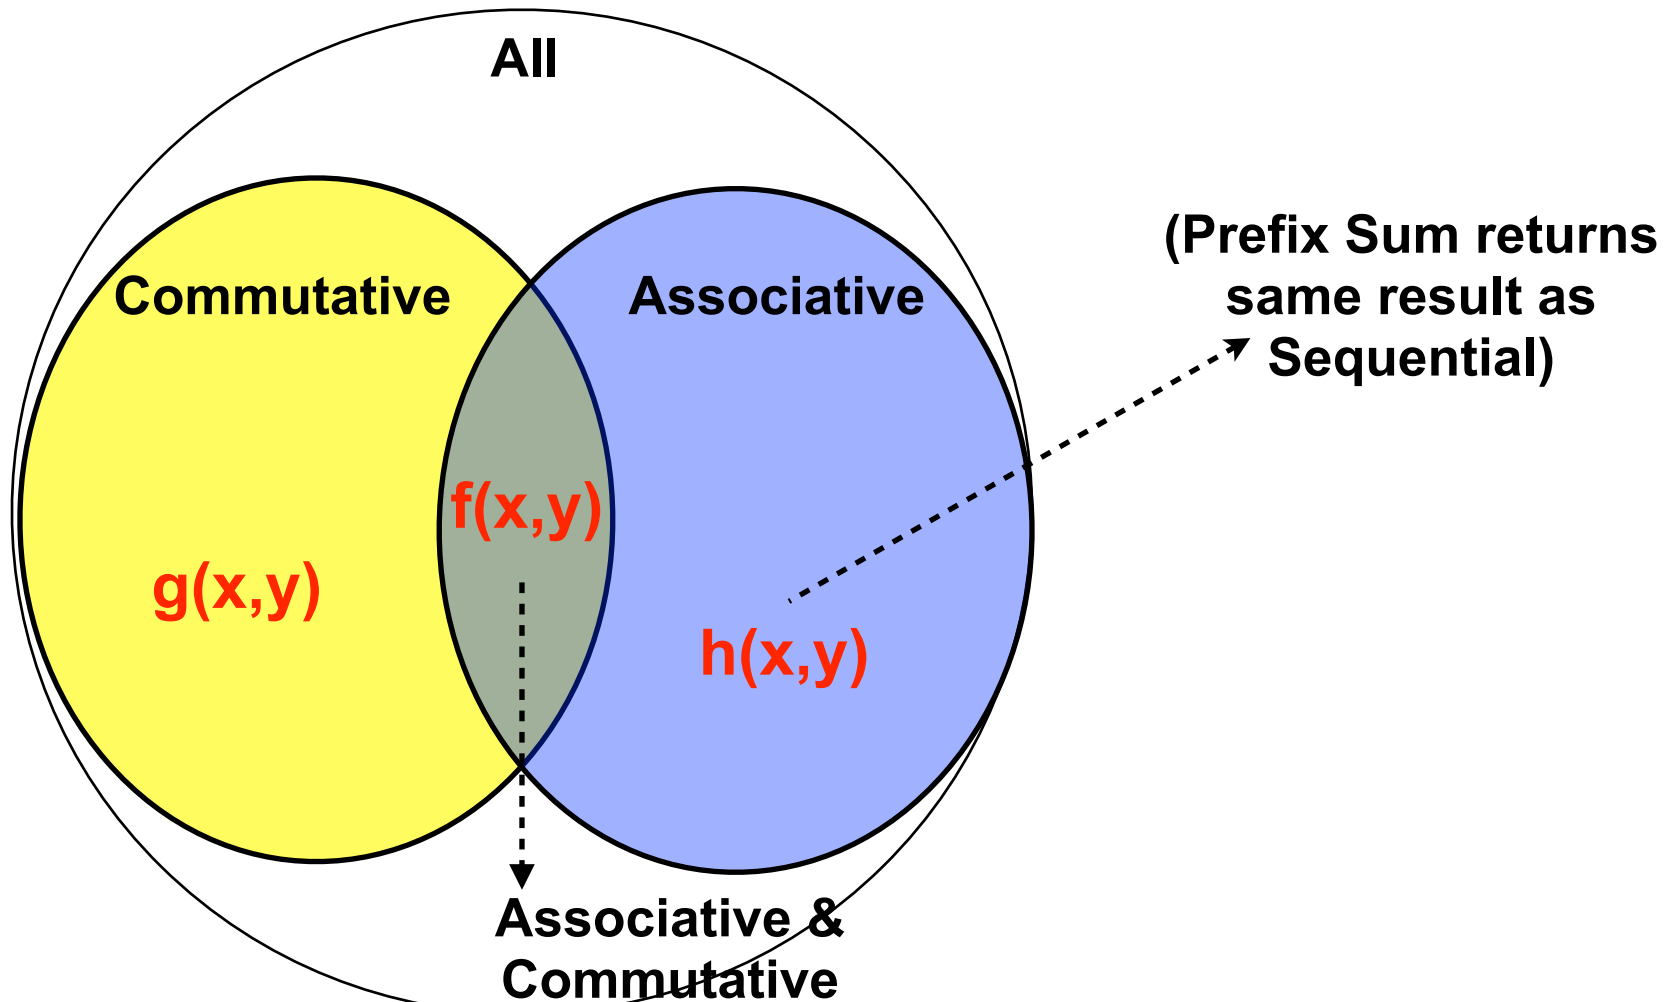 All
Commutative
Associative
(Prefix Sum returns
same result as
Sequential)
f(x,y)
g(x,y)
h(x,y)
Associative &
Commutative